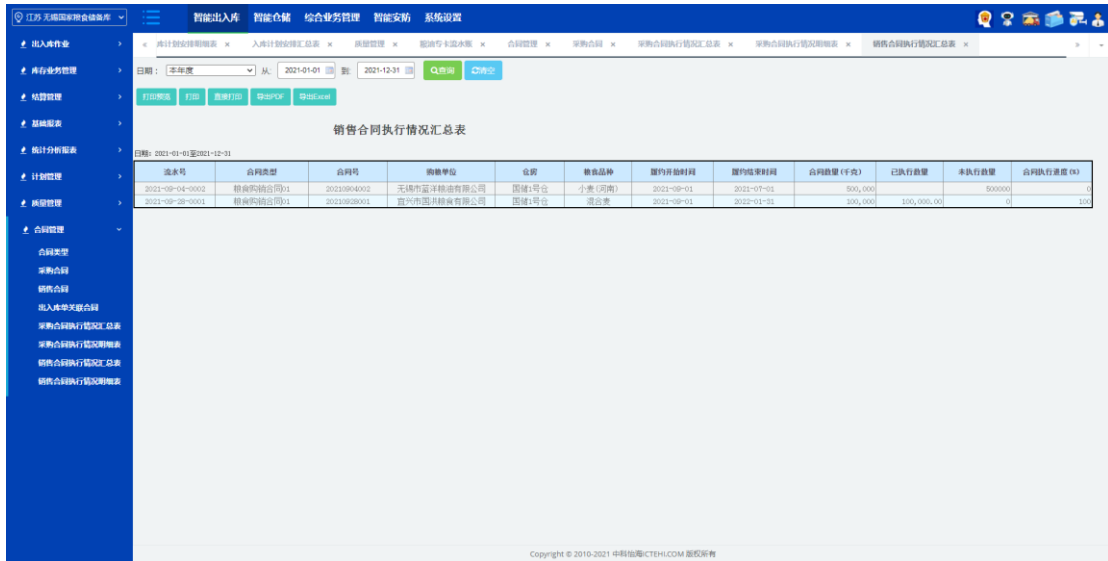 江苏 无锡国家粮食储备库
智能出入库 智能仓储 综合业务管理 智能安防 系统设置
出入库作业
库存业务管理
结算管理
基础报表
统计分析报表
计划管理
质量管理
合同管理
合同类型
采购合同
销售合同
出入库单关联合同
采购合同执行情况汇总表
采购合同执行情况明细表
销售合同执行情况汇总表
销售合同执行情况明细表
« 库计划安排明细表 × 入库计划安排汇总表 × 质量管理 × 粮油专卡流水账 × 合同管理 × 采购合同 × 采购合同执行情况汇总表 × 采购合同执行情况明细表 × 销售合同执行情况汇总表 × »
日期: 本年度 从: 2021-01-01 到: 2021-12-31 查询 清空
打印预览 打印 直接打印 导出PDF 导出Excel
销售合同执行情况汇总表
日期: 2021-01-01至2021-12-31
流水号 合同类型 合同号 购粮单位 仓房 粮食品种 履约开始时间 履约结束时间 合同数量(千克) 已执行数量 未执行数量 合同执行进度(%)
2021-09-04-0002 粮食购销合同01 20210904002 无锡市蓝洋粮油有限公司 国储1号仓 小麦(河南) 2021-09-01 2021-07-01 500,000 500000 0
2021-09-28-0001 粮食购销合同01 20210928001 宜兴市国洪粮食有限公司 国储1号仓 混合麦 2021-09-01 2022-01-31 100,000 100,000.00 0 100
Copyright © 2010-2021 中科怡海ICTEHI.COM 版权所有